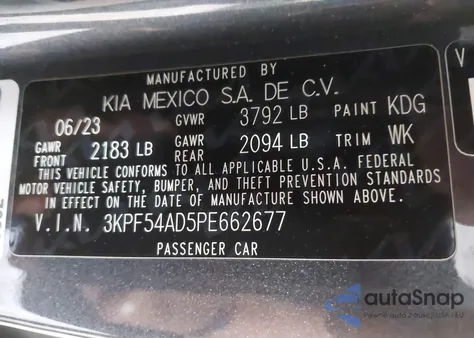 MANUFACTURED BY
KIA MEXICO S.A. DE C.V.
06/23 GVWR 3792 LB PAINT KDG
GAWR FRONT 2183 LB GAWR REAR 2094 LB TRIM WK
THIS VEHICLE CONFORMS TO ALL APPLICABLE U.S.A. FEDERAL
MOTOR VEHICLE SAFETY, BUMPER, AND THEFT PREVENTION STANDARDS
IN EFFECT ON THE DATE OF MANUFACTURE SHOWN ABOVE.
V.I.N. 3KPF54AD5PE662677
PASSENGER CAR
V
autoSnap